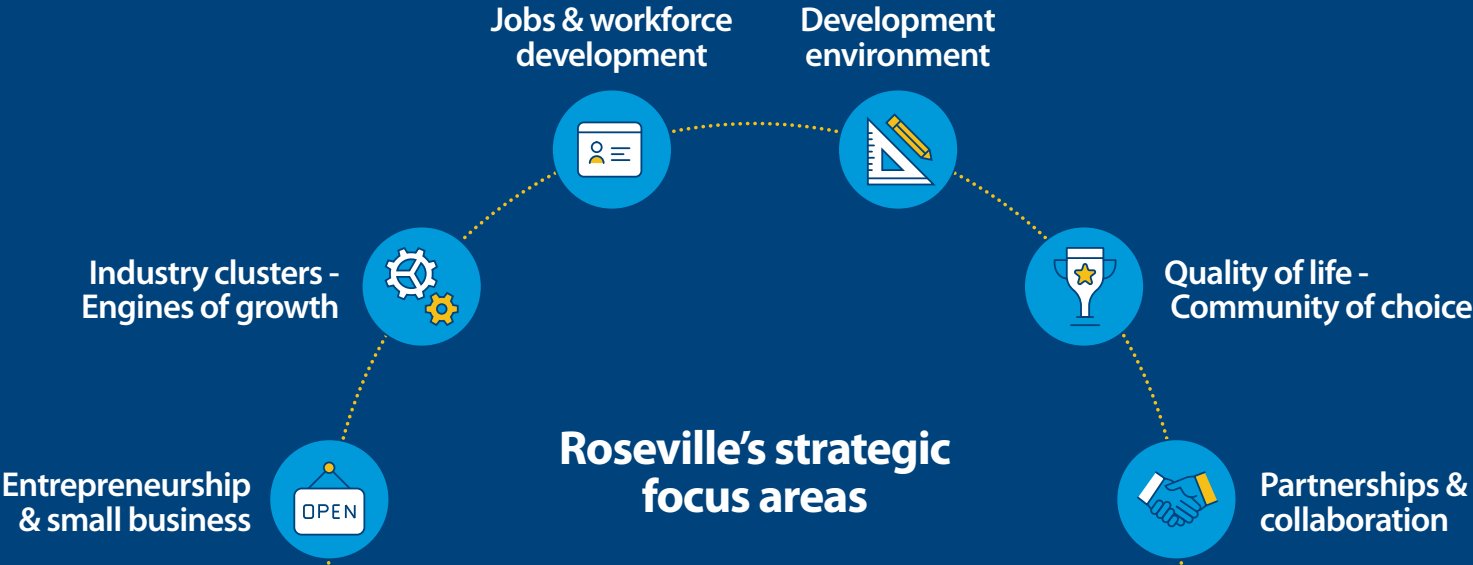 Jobs & workforce
development
Development
environment
Industry clusters -
Engines of growth
Quality of life -
Community of choice
Roseville’s strategic
focus areas
Entrepreneurship
& small business
OPEN
Partnerships &
collaboration